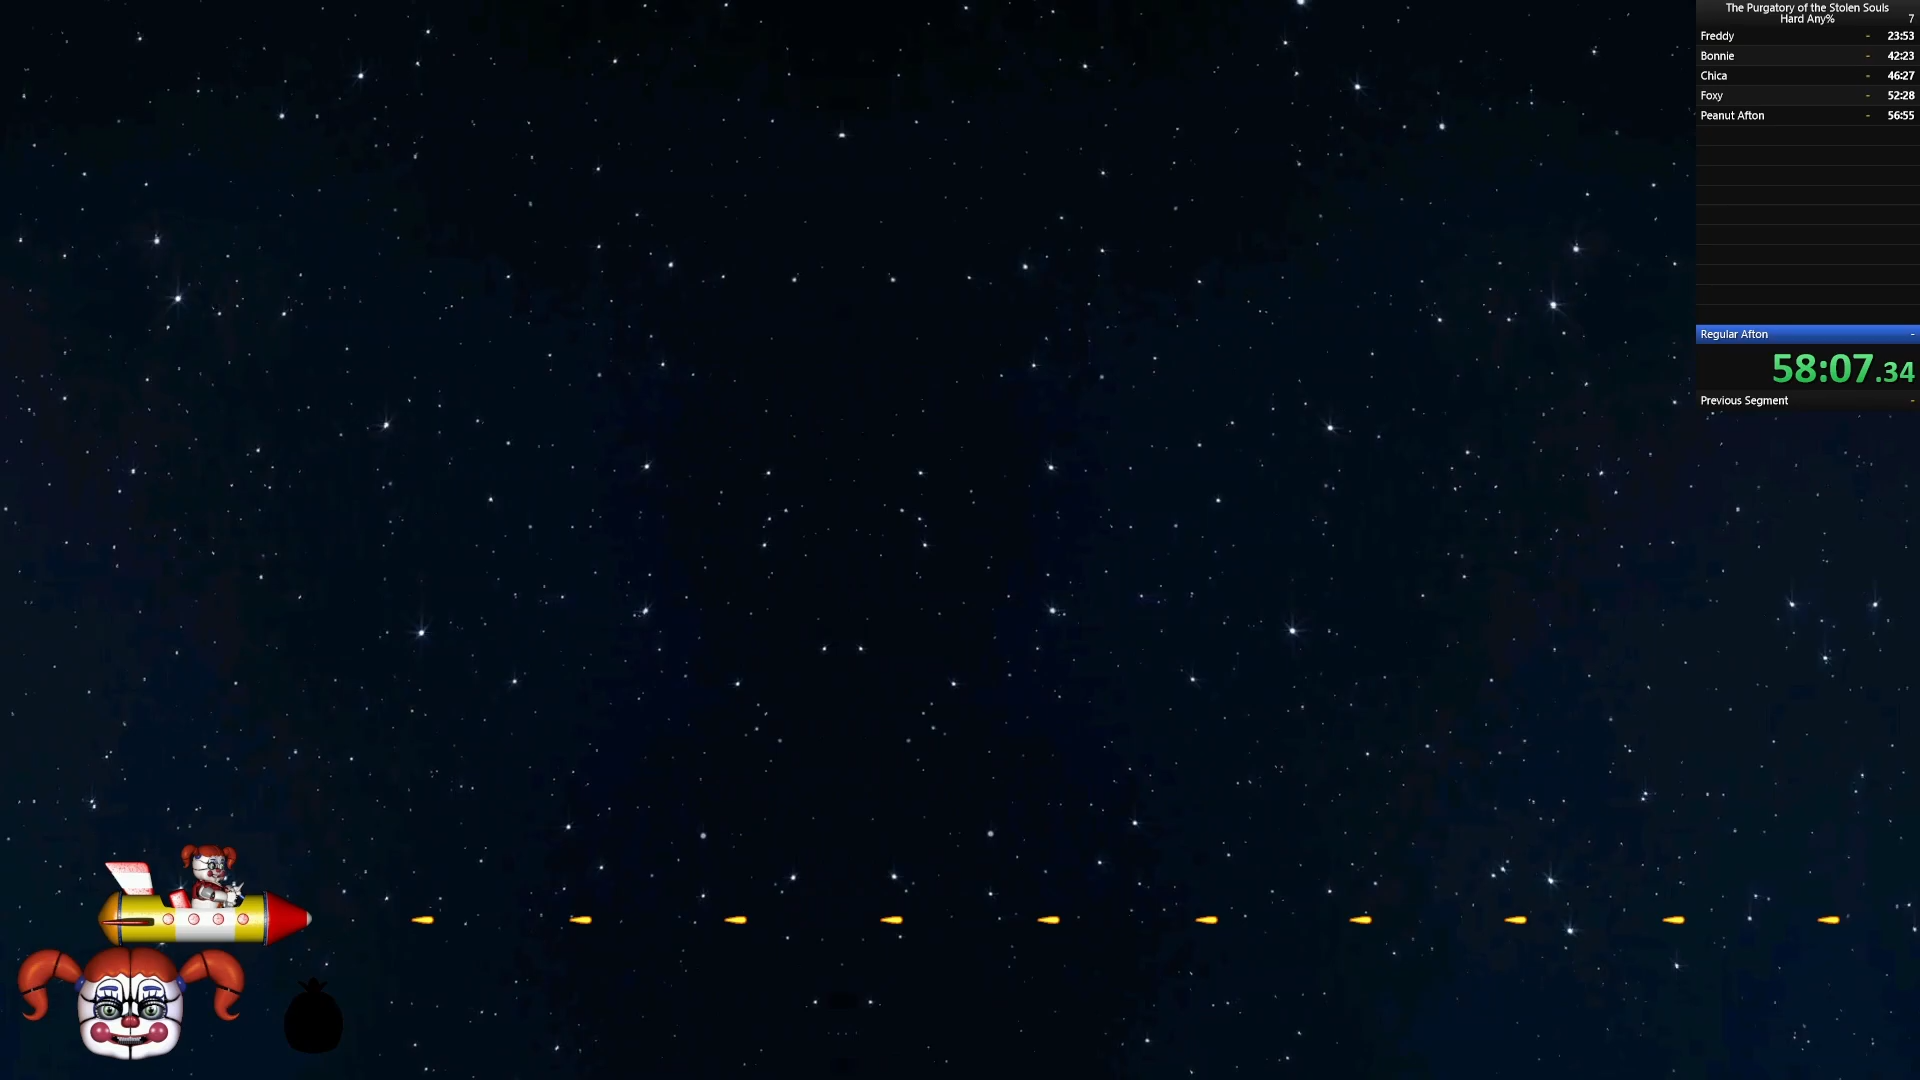 The Purgatory of the Stolen Souls
Hard Any% 7
Freddy - 23:53
Bonnie - 42:23
Chica - 46:27
Foxy - 52:28
Peanut Afton - 56:55
Regular Afton -
58:07.34
Previous Segment -